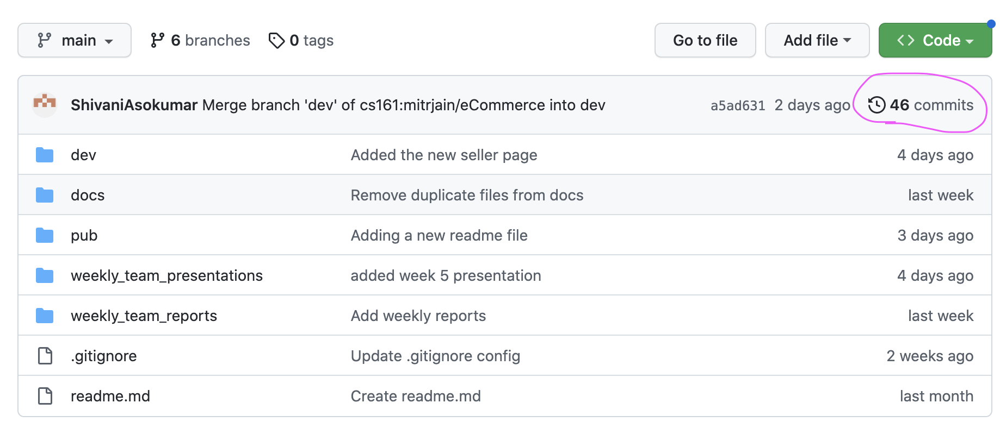 main 6 branches 0 tags Go to file Add file Code
ShivaniAsokumar Merge branch 'dev' of cs161:mitrjain/eCommerce into dev a5ad631 2 days ago 46 commits
dev Added the new seller page 4 days ago
docs Remove duplicate files from docs last week
pub Adding a new readme file 3 days ago
weekly_team_presentations added week 5 presentation 4 days ago
weekly_team_reports Add weekly reports last week
.gitignore Update .gitignore config 2 weeks ago
readme.md Create readme.md last month